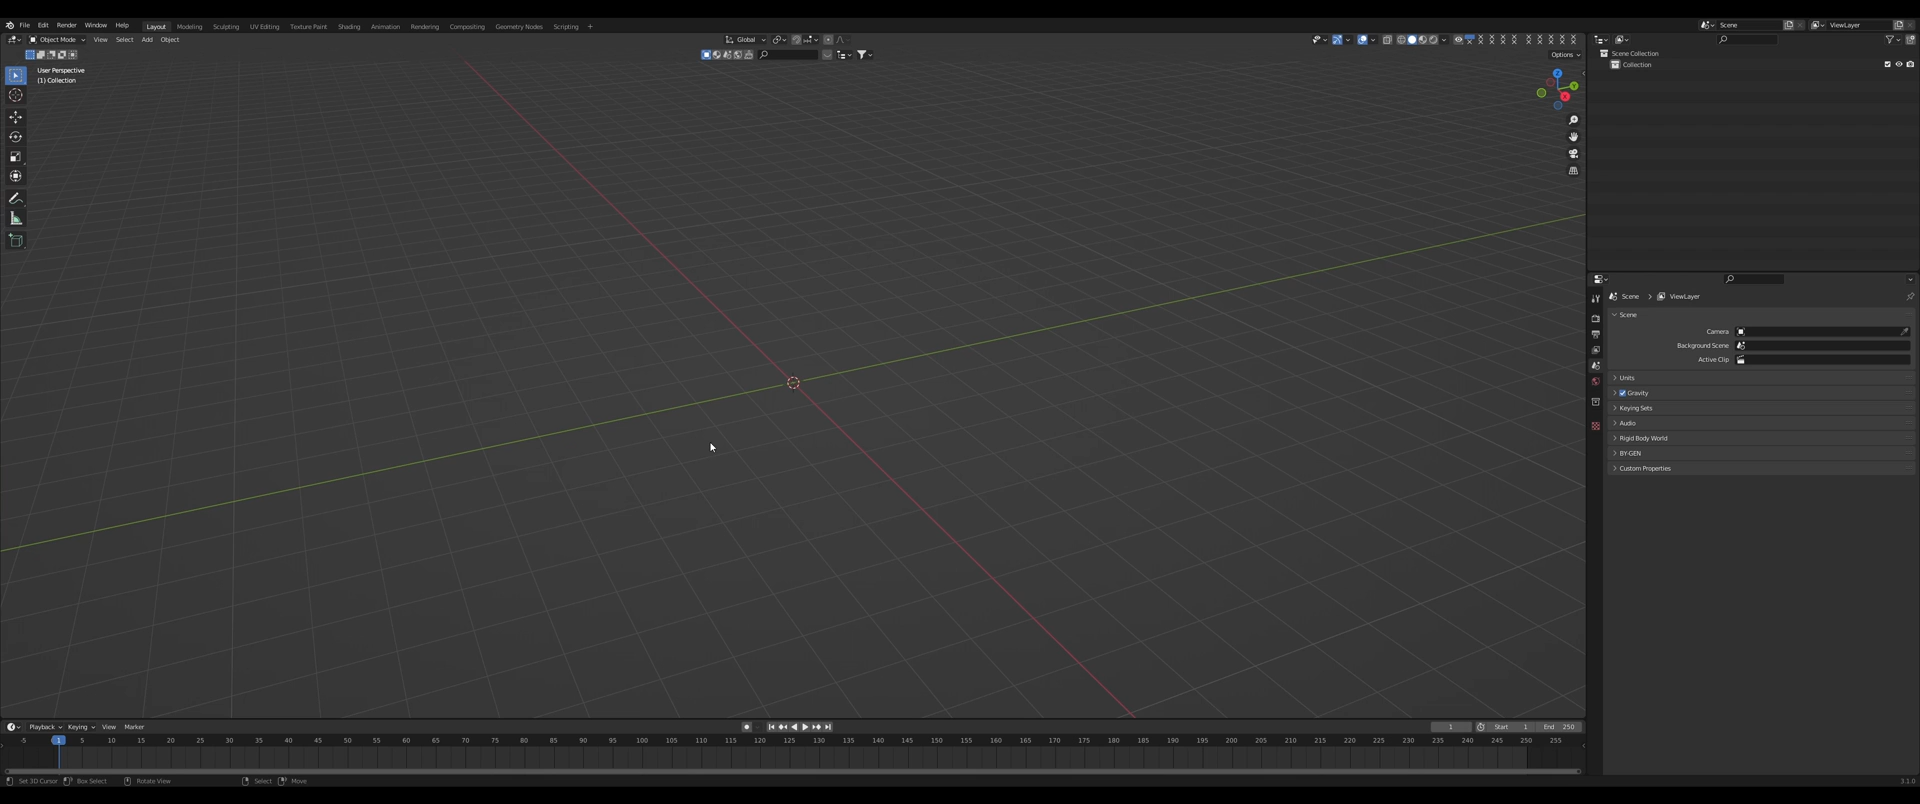 File Edit Render Window Help Layout Modeling Sculpting UV Editing Texture Paint Shading Animation Rendering Compositing Geometry Nodes Scripting + Scene ViewLayer
Object Mode View Select Add Object Global
Options
User Perspective
(1) Collection
Z
Y
X
Scene Collection
Collection
Scene > ViewLayer
Scene
Camera
Background Scene
Active Clip
Units
Gravity
Keying Sets
Audio
Rigid Body World
BY-GEN
Custom Properties
Playback Keying View Marker 1 Start 1 End 250
-5 1 5 10 15 20 25 30 35 40 45 50 55 60 65 70 75 80 85 90 95 100 105 110 115 120 125 130 135 140 145 150 155 160 165 170 175 180 185 190 195 200 205 210 215 220 225 230 235 240 245 250 255
Set 3D Cursor Box Select Rotate View Select Move 3.1.0